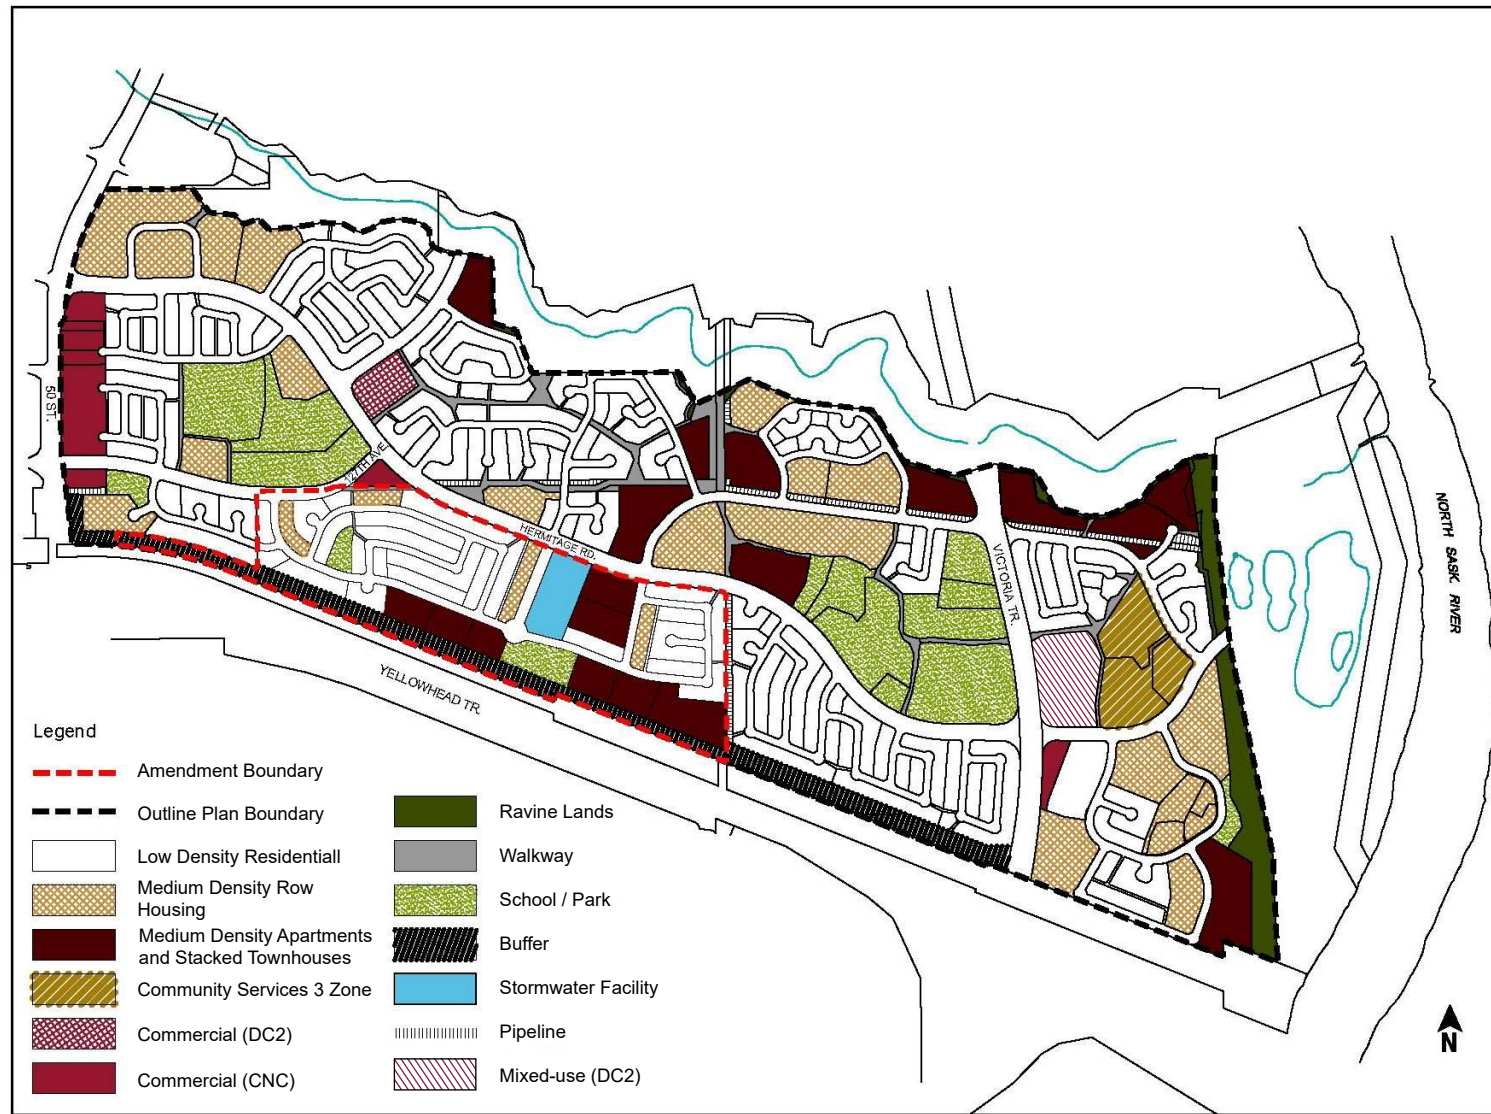 50 ST.
127TH AVE.
HERMITAGE RD.
VICTORIA TR.
YELLOWHEAD TR.
NORTH SASK RIVER
Legend
Amendment Boundary
Outline Plan Boundary
Low Density Residentiall
Medium Density Row
Housing
Medium Density Apartments
and Stacked Townhouses
Community Services 3 Zone
Commercial (DC2)
Commercial (CNC)
Ravine Lands
Walkway
School / Park
Buffer
Stormwater Facility
Pipeline
Mixed-use (DC2)
N